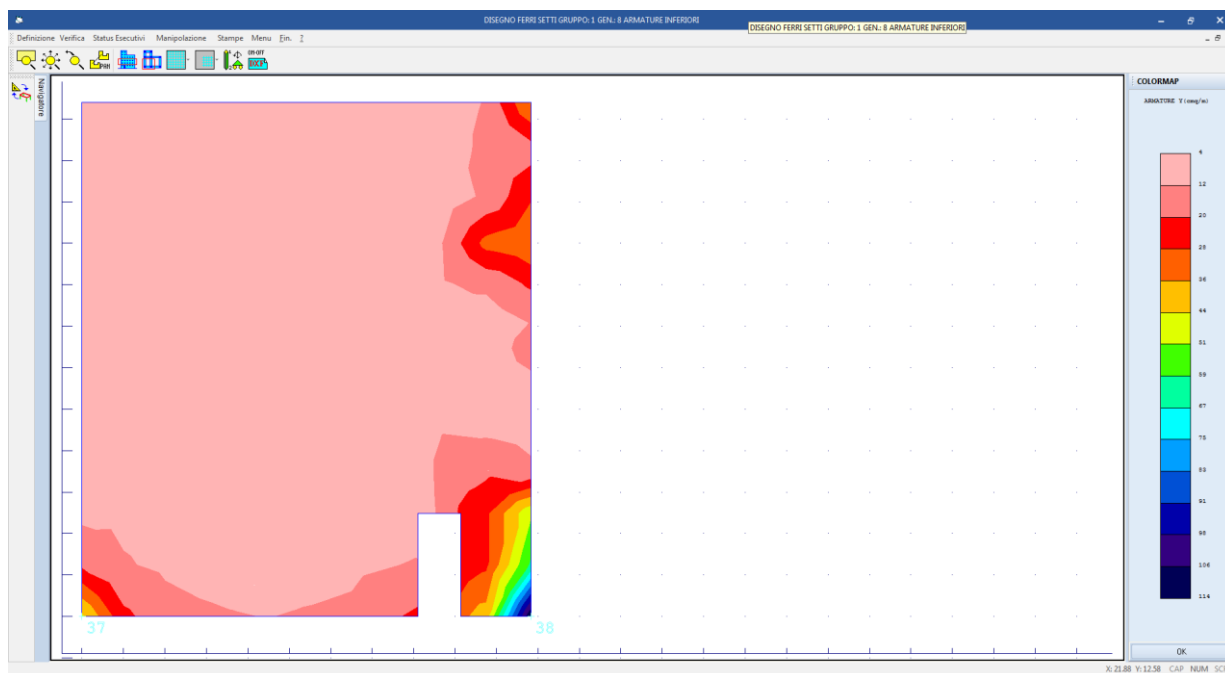 DISEGNO FERRI SETTI GRUPPO: 1 GEN.: 8 ARMATURE INFERIORI
DISEGNO FERRI SETTI GRUPPO: 1 GEN.: 8 ARMATURE INFERIORI
Definizione Verifica Status Esecutivi Manipolazione Stampe Menu Fin. ?
PAN
ON-OFF
DXF
Navigatore
COLORMAP
ARMATURE Y(cmq/m)
4
12
20
28
36
44
51
59
67
75
83
91
98
106
114
37
38
OK
X: 21.88 Y: 12.58 CAP NUM SC